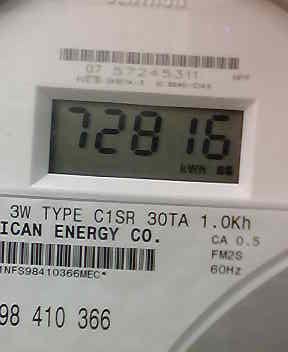 07 57245311
72816
kWh
3W TYPE C1SR 30TA 1.0Kh
ICAN ENERGY CO.
CA 0.5
FM2S
60Hz
1NFS98410366MEC*
98 410 366